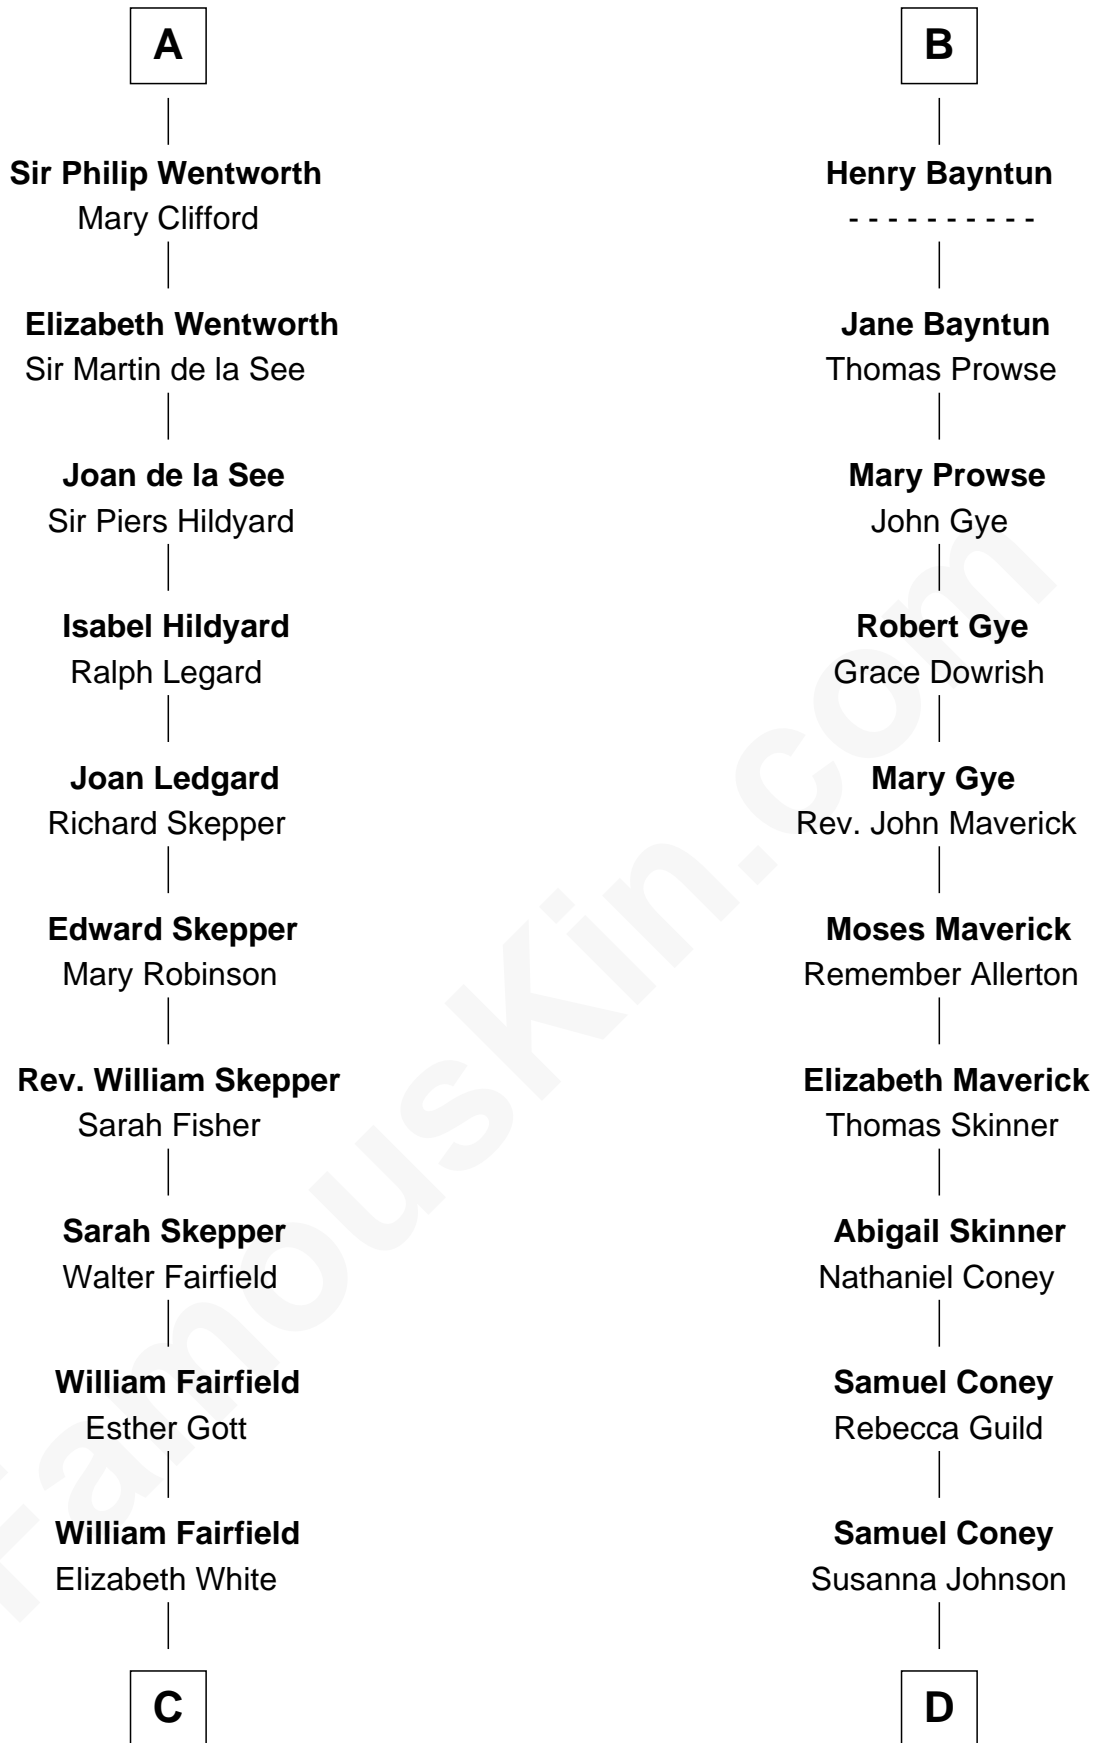 A
Sir Philip Wentworth
Mary Clifford
Elizabeth Wentworth
Sir Martin de la See
Joan de la See
Sir Piers Hildyard
Isabel Hildyard
Ralph Legard
Joan Ledgard
Richard Skepper
Edward Skepper
Mary Robinson
Rev. William Skepper
Sarah Fisher
Sarah Skepper
Walter Fairfield
William Fairfield
Esther Gott
William Fairfield
Elizabeth White
C
B
Henry Bayntun
- - - - - - - - - -
Jane Bayntun
Thomas Prowse
Mary Prowse
John Gye
Robert Gye
Grace Dowrish
Mary Gye
Rev. John Maverick
Moses Maverick
Remember Allerton
Elizabeth Maverick
Thomas Skinner
Abigail Skinner
Nathaniel Coney
Samuel Coney
Rebecca Guild
Samuel Coney
Susanna Johnson
D
FamousKin.com